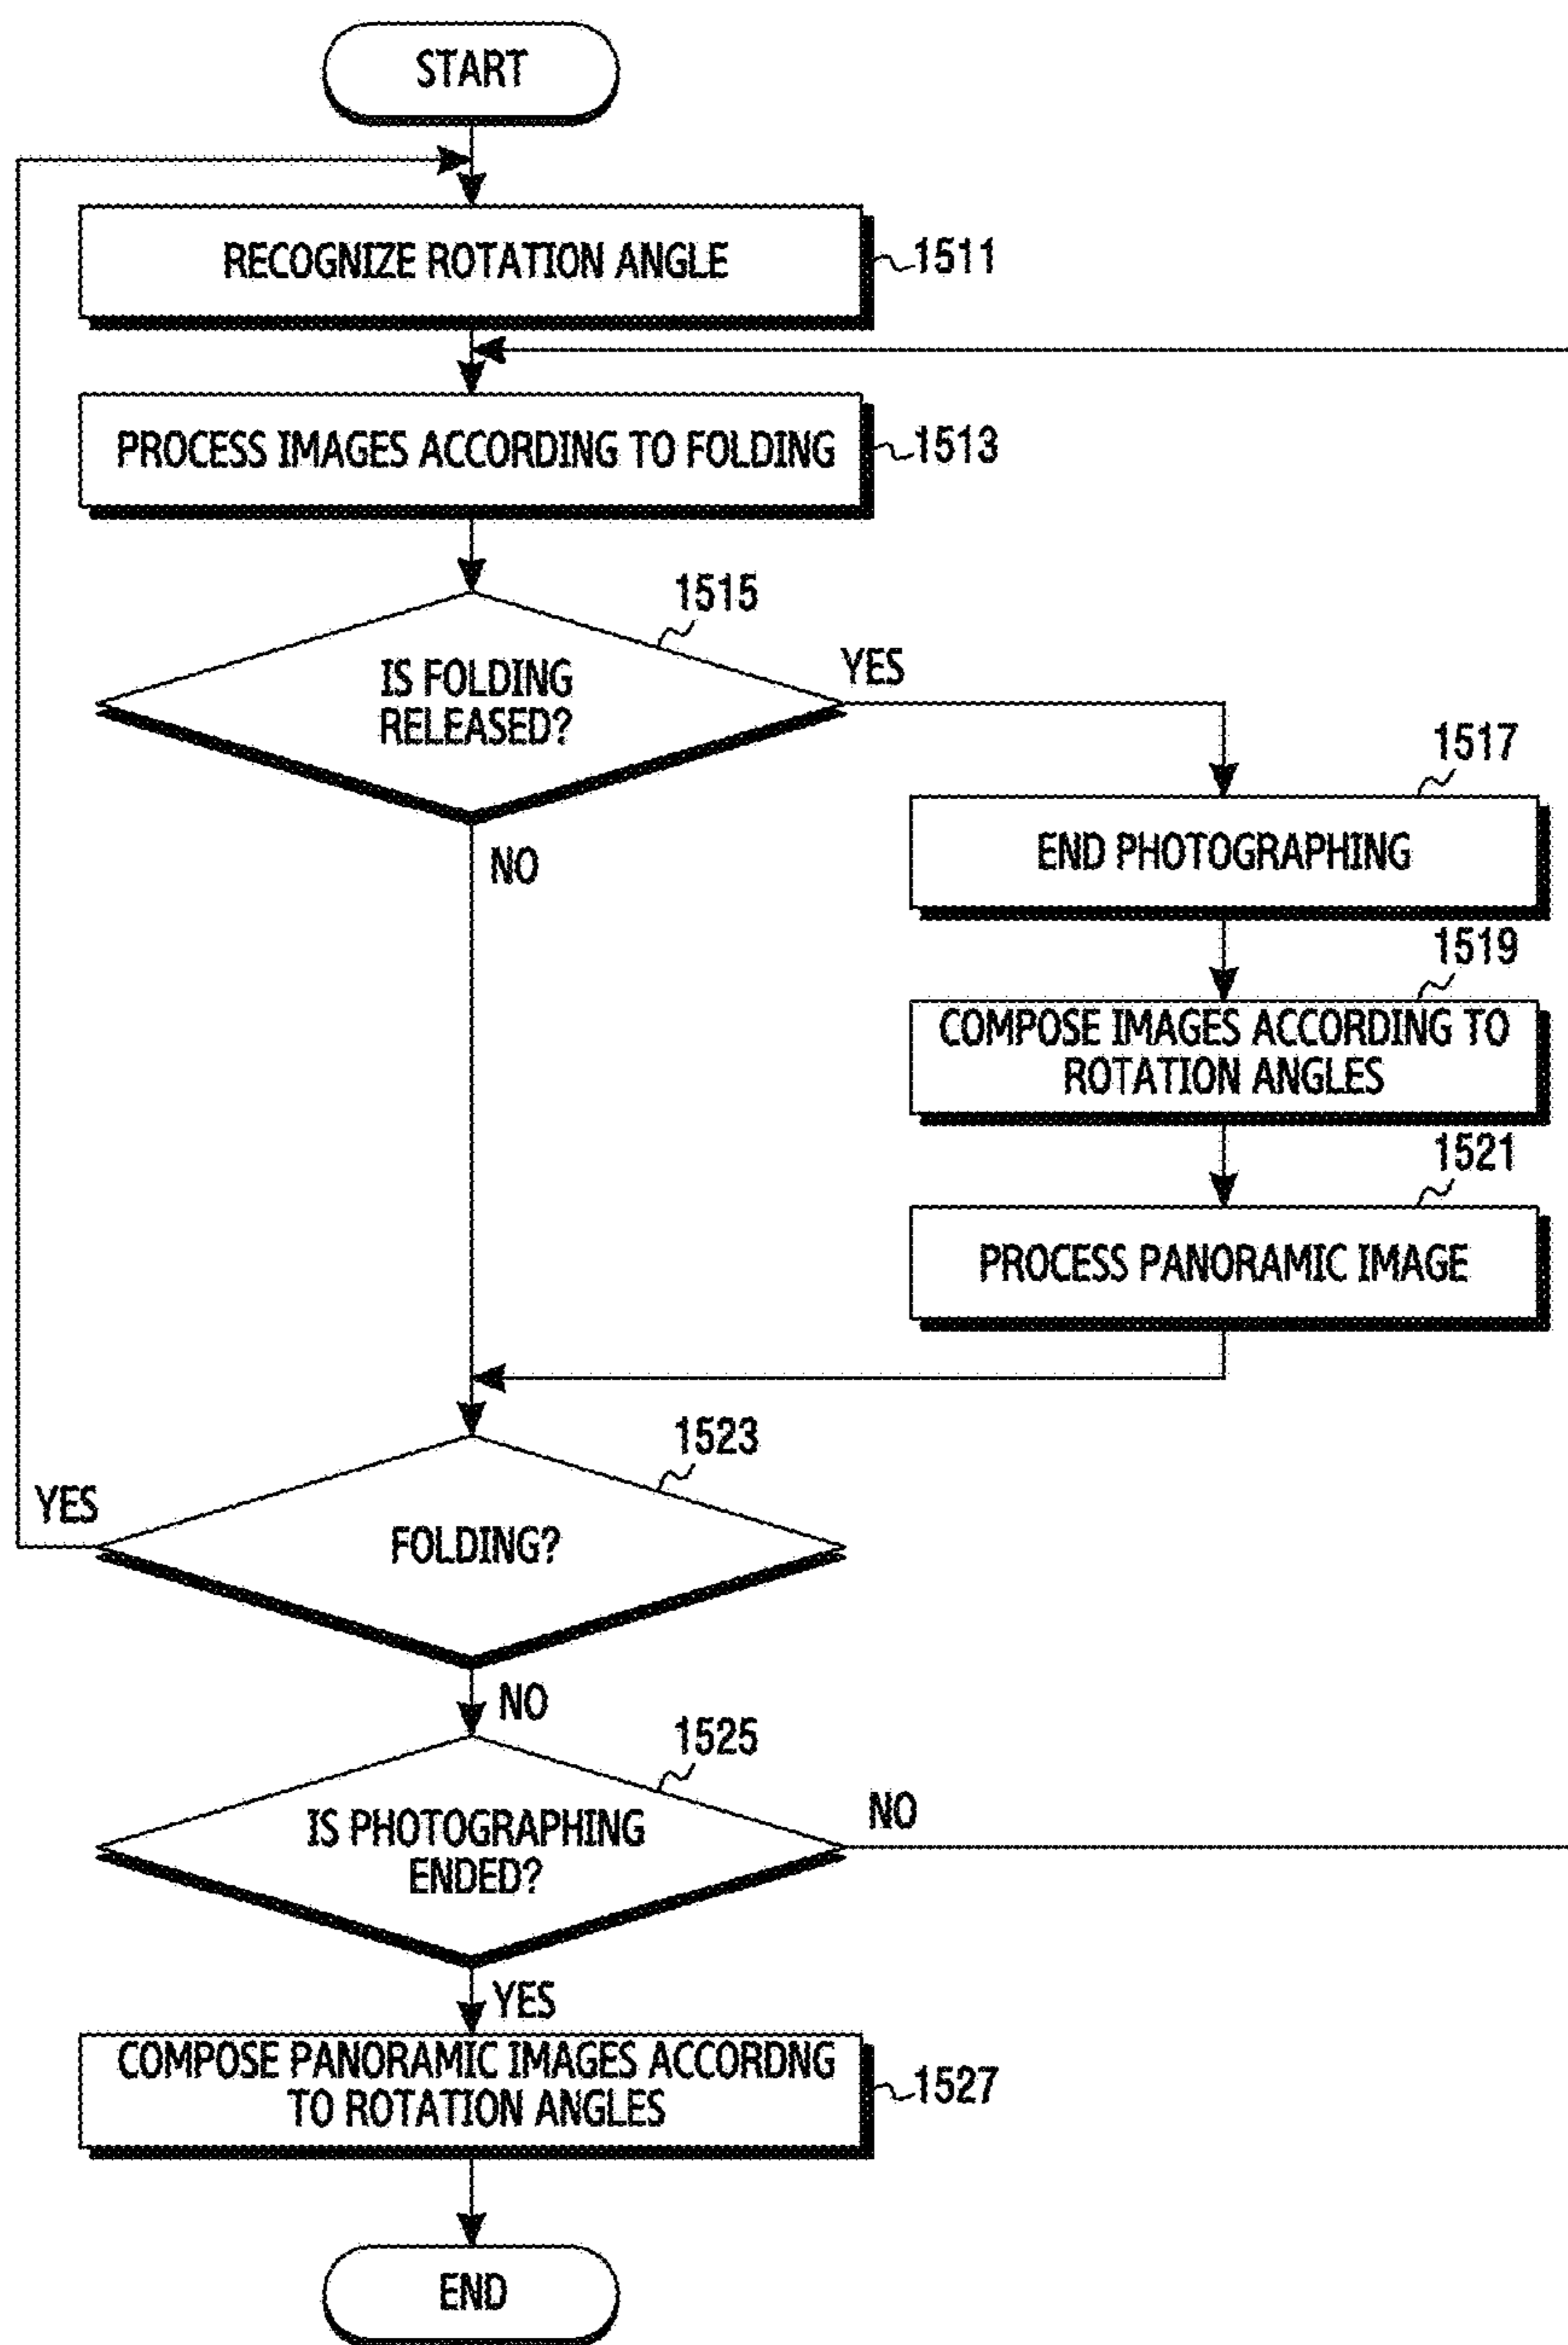 START
RECOGNIZE ROTATION ANGLE
1511
PROCESS IMAGES ACCORDING TO FOLDING
1513
1515
IS FOLDING
RELEASED?
YES
NO
1517
END PHOTOGRAPHING
1519
COMPOSE IMAGES ACCORDING TO
ROTATION ANGLES
1521
PROCESS PANORAMIC IMAGE
1523
FOLDING?
YES
NO
1525
IS PHOTOGRAPHING
ENDED?
NO
YES
COMPOSE PANORAMIC IMAGES ACCORDNG
TO ROTATION ANGLES
1527
END